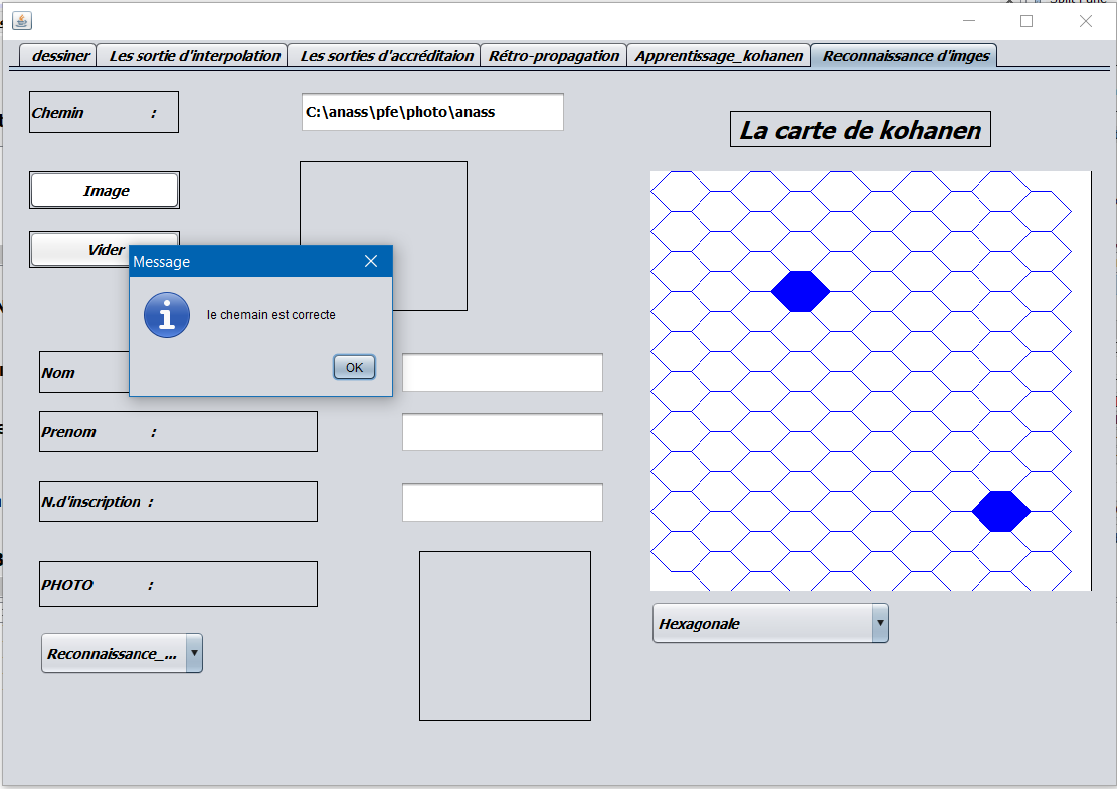 dessiner
Les sortie d'interpolation
Les sorties d'accréditaion
Rétro-propagation
Apprentissage_kohanen
Reconnaissance d'imges
Chemin :
C:\anass\pfe\photo\anass
La carte de kohanen
Image
Vider
Message
le chemain est correcte
OK
Nom
Prenom :
N.d'inscription :
PHOTO :
Hexagonale
Reconnaissance_...